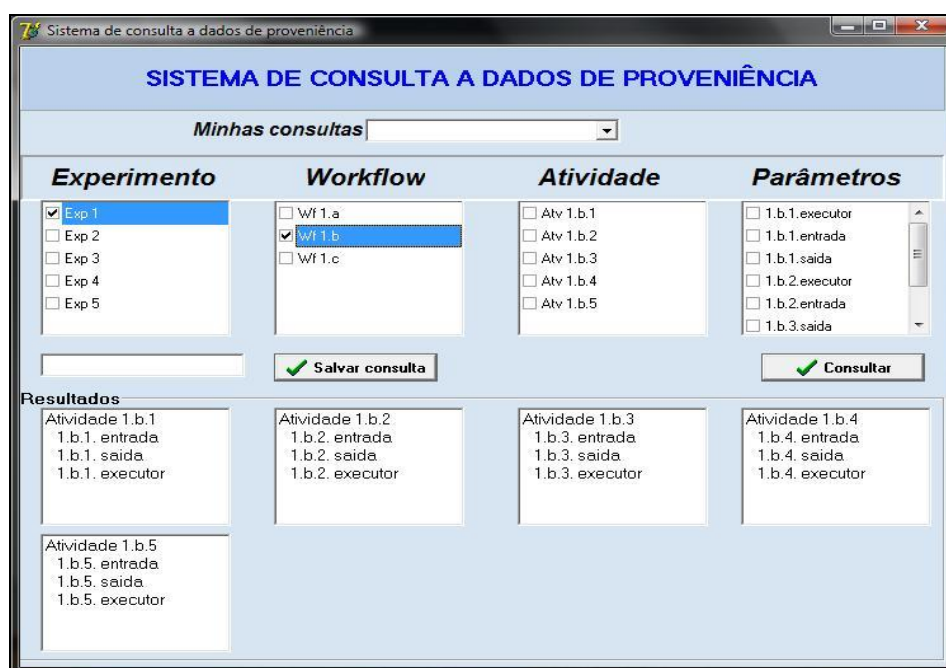 Sistema de consulta a dados de proveniência
SISTEMA DE CONSULTA A DADOS DE PROVENIÊNCIA
Minhas consultas
Experimento Workflow Atividade Parâmetros
Exp 1
Exp 2
Exp 3
Exp 4
Exp 5
Wf 1.a
Wf 1.b
Wf 1.c
Atv 1.b.1
Atv 1.b.2
Atv 1.b.3
Atv 1.b.4
Atv 1.b.5
1.b.1.executor
1.b.1.entrada
1.b.1.saida
1.b.2.executor
1.b.2.entrada
1.b.3.saida
Salvar consulta
Consultar
Resultados
Atividade 1.b.1
1.b.1. entrada
1.b.1. saida
1.b.1. executor
Atividade 1.b.2
1.b.2. entrada
1.b.2. saida
1.b.2. executor
Atividade 1.b.3
1.b.3. entrada
1.b.3. saida
1.b.3. executor
Atividade 1.b.4
1.b.4. entrada
1.b.4. saida
1.b.4. executor
Atividade 1.b.5
1.b.5. entrada
1.b.5. saida
1.b.5. executor